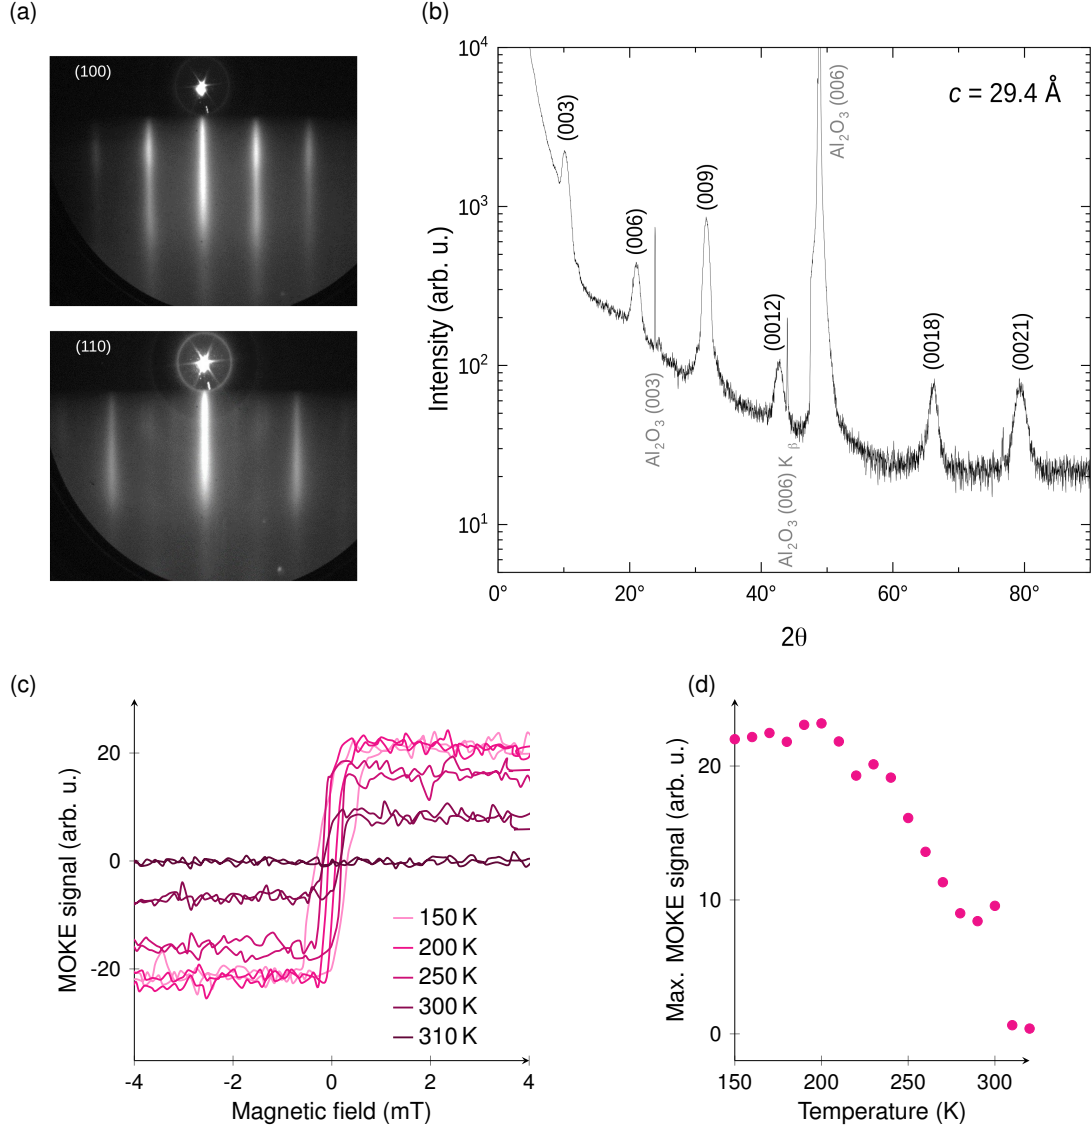 (a)
(100)
(110)
(b)
10⁴
10³
10²
10¹
Intensity (arb. u.)
c = 29.4 Å
(003)
(006)
Al₂O₃ (003)
(009)
(0012)
Al₂O₃ (006) K β
Al₂O₃ (006)
(0018)
(0021)
0° 20° 40° 60° 80°
2θ
(c)
MOKE signal (arb. u.)
20
0
-20
150 K
200 K
250 K
300 K
310 K
-4 -2 0 2 4
Magnetic field (mT)
(d)
Max. MOKE signal (arb. u.)
20
10
0
150 200 250 300
Temperature (K)